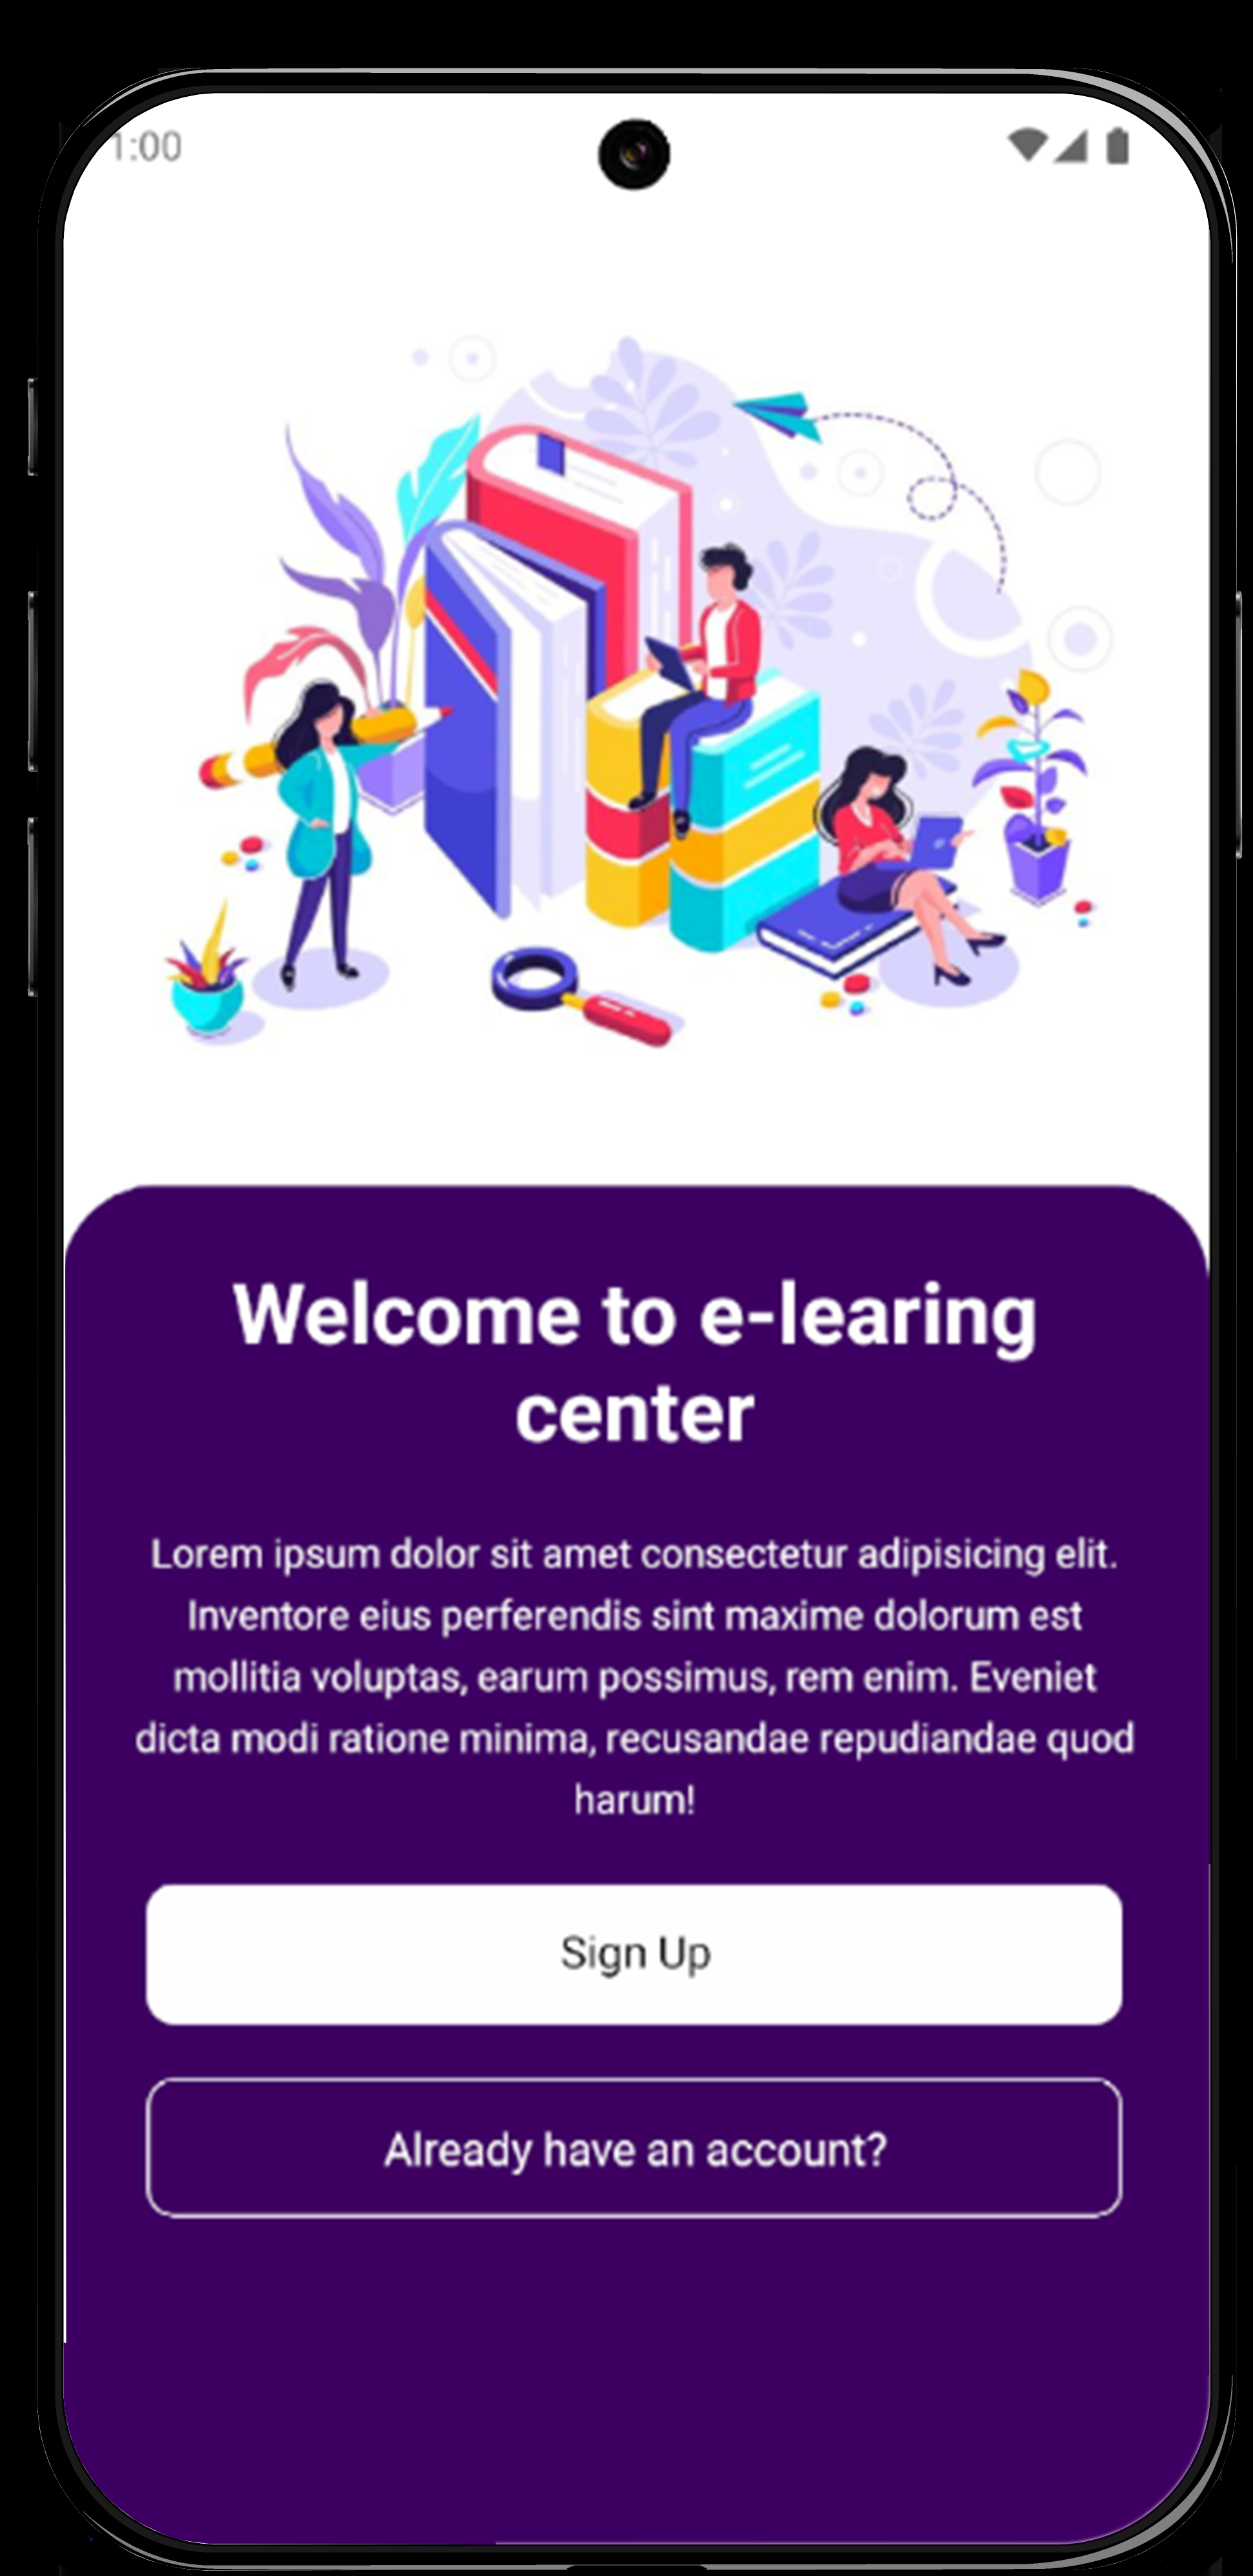 1:00
Welcome to e-learing
center
Lorem ipsum dolor sit amet consectetur adipisicing elit.
Inventore eius perferendis sint maxime dolorum est
mollitia voluptas, earum possimus, rem enim. Eveniet
dicta modi ratione minima, recusandae repudiandae quod
harum!
Sign Up
Already have an account?